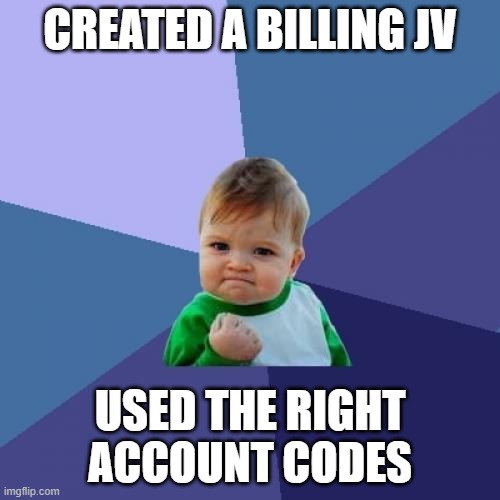 CREATED A BILLING JV
USED THE RIGHT
ACCOUNT CODES
imgflip.com